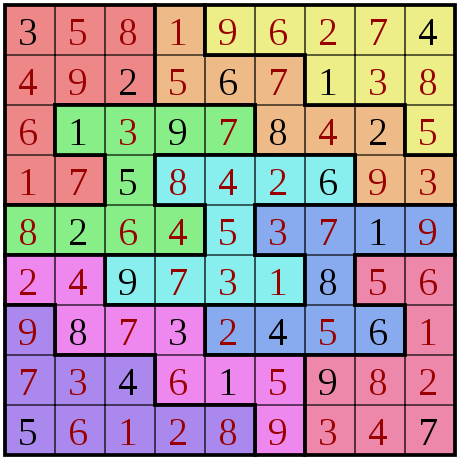 3 5 8 1 9 6 2 7 4
4 9 2 5 6 7 1 3 8
6 1 3 9 7 8 4 2 5
1 7 5 8 4 2 6 9 3
8 2 6 4 5 3 7 1 9
2 4 9 7 3 1 8 5 6
9 8 7 3 2 4 5 6 1
7 3 4 6 1 5 9 8 2
5 6 1 2 8 9 3 4 7